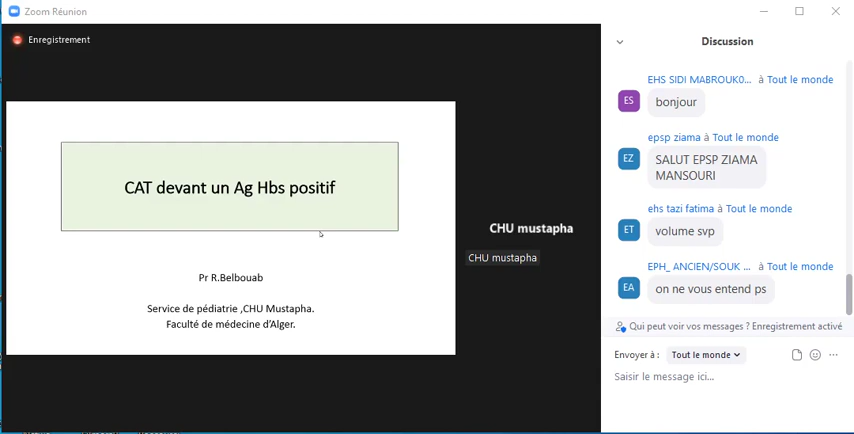 Zoom Réunion
Enregistrement
CAT devant un Ag Hbs positif
Pr R.Belbouab
Service de pédiatrie ,CHU Mustapha.
Faculté de médecine d'Alger.
CHU mustapha
CHU mustapha
Discussion
EHS SIDI MABROUK0... à Tout le monde
ES
bonjour
epsp ziama à Tout le monde
EZ
SALUT EPSP ZIAMA
MANSOURI
ehs tazi fatima à Tout le monde
ET
volume svp
EPH_ ANCIEN/SOUK ... à Tout le monde
EA
on ne vous entend ps
Qui peut voir vos messages ? Enregistrement activé
Envoyer à : Tout le monde
Saisir le message ici...